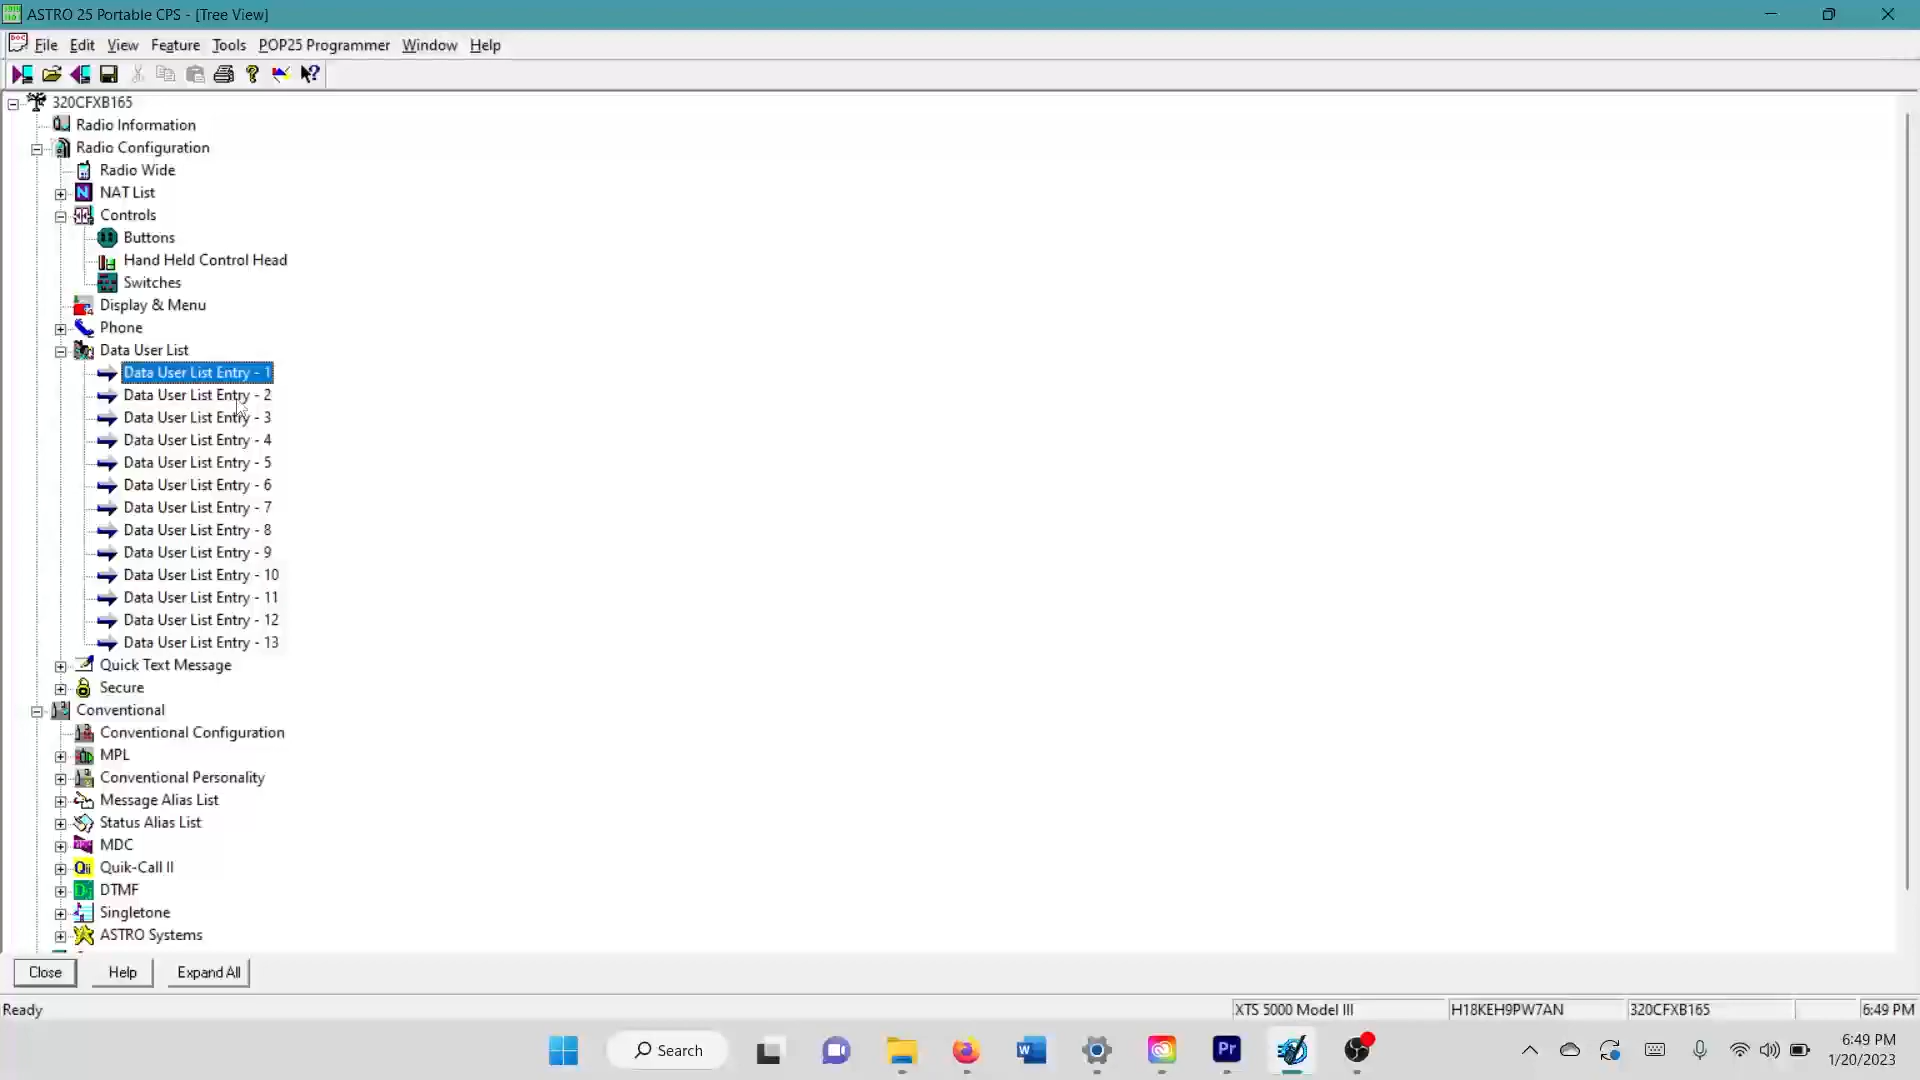 ASTRO 25 Portable CPS - [Tree View]
File Edit View Feature Tools POP25 Programmer Window Help
320CFXB165
Radio Information
Radio Configuration
Radio Wide
NAT List
Controls
Buttons
Hand Held Control Head
Switches
Display & Menu
Phone
Data User List
Data User List Entry - 1
Data User List Entry - 2
Data User List Entry - 3
Data User List Entry - 4
Data User List Entry - 5
Data User List Entry - 6
Data User List Entry - 7
Data User List Entry - 8
Data User List Entry - 9
Data User List Entry - 10
Data User List Entry - 11
Data User List Entry - 12
Data User List Entry - 13
Quick Text Message
Secure
Conventional
Conventional Configuration
MPL
Conventional Personality
Message Alias List
Status Alias List
MDC
Quik-Call II
DTMF
Singletone
ASTRO Systems
Close Help Expand All
Ready XTS 5000 Model III H18KEH9PW7AN 320CFXB165 6:49 PM
Search
6:49 PM
1/20/2023